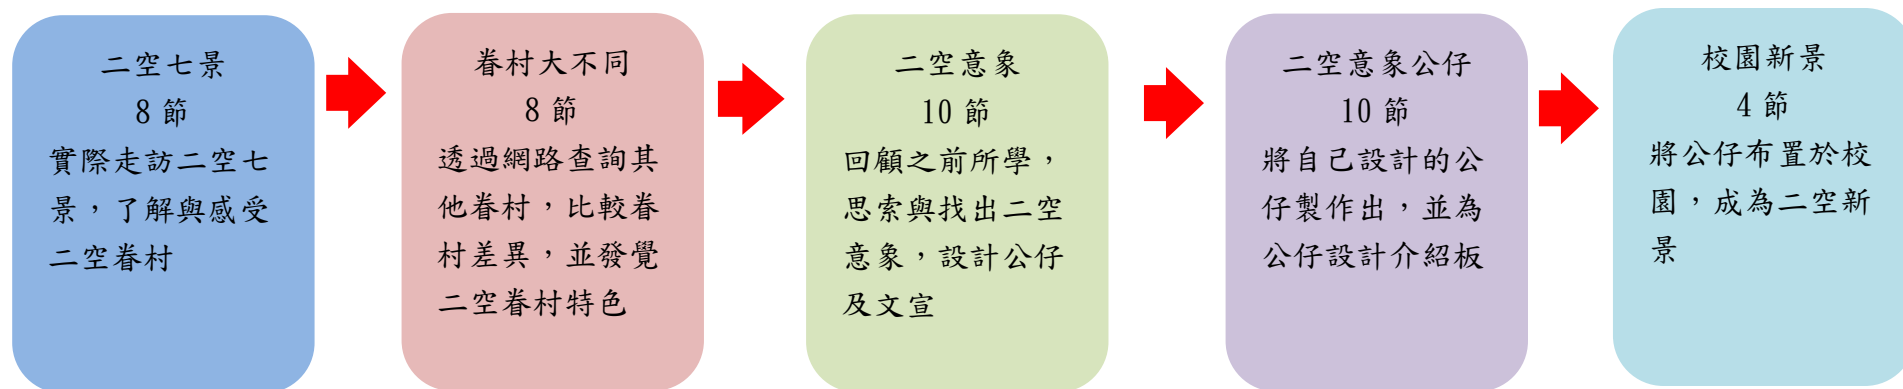 二空七景
8 節
實際走訪二空七
景，了解與感受
二空眷村
眷村大不同
8 節
透過網路查詢其
他眷村，比較眷
村差異，並發覺
二空眷村特色
二空意象
10 節
回顧之前所學，
思索與找出二空
意象，設計公仔
及文宣
二空意象公仔
10 節
將自己設計的公
仔製作出，並為
公仔設計介紹板
校園新景
4 節
將公仔布置於校
園，成為二空新
景